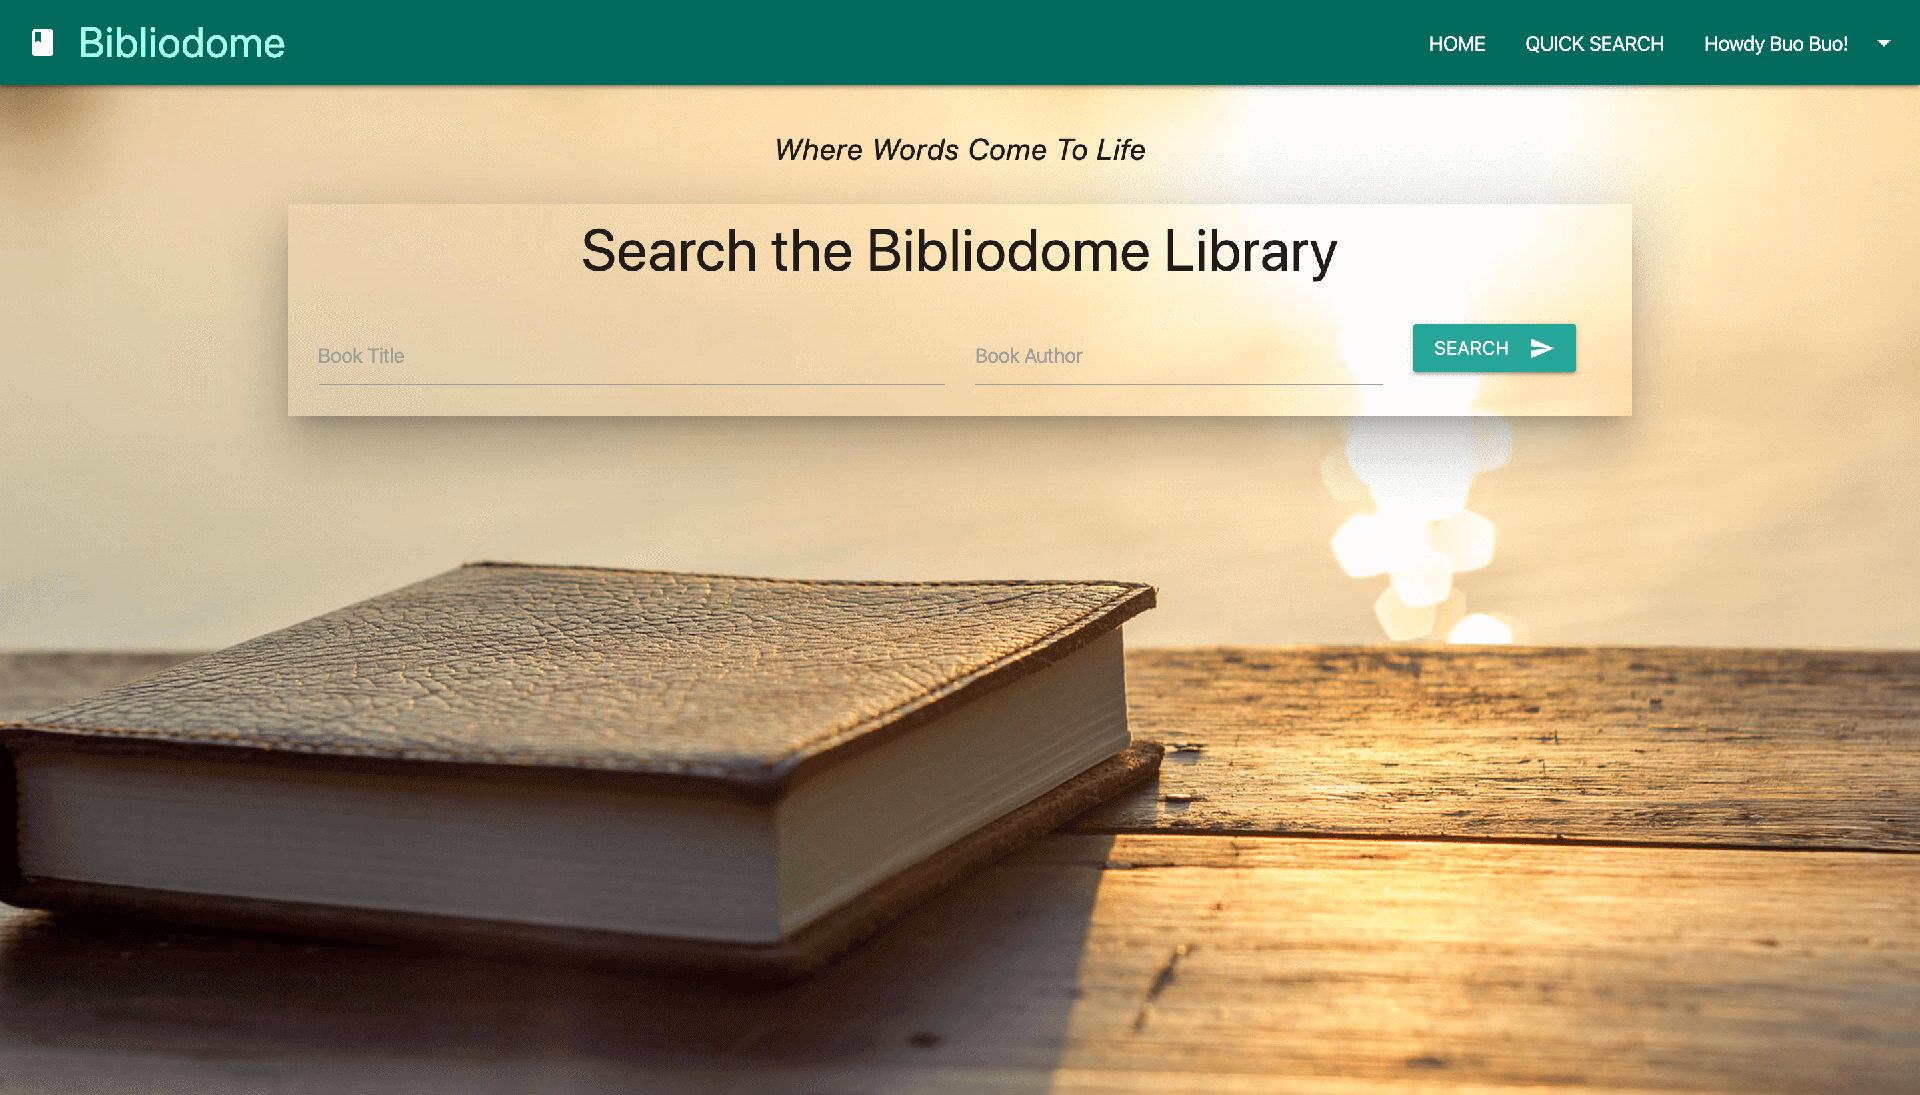 Bibliodome
HOME QUICK SEARCH Howdy Buo Buo!
Where Words Come To Life
Search the Bibliodome Library
Book Title Book Author SEARCH